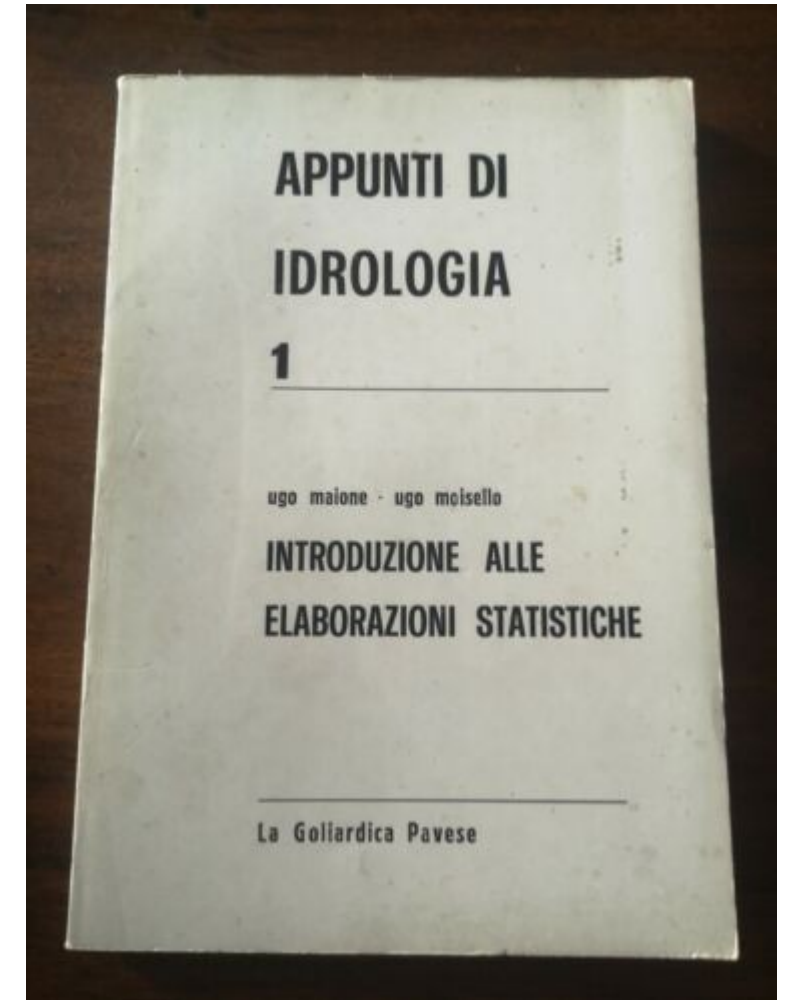 APPUNTI DI
IDROLOGIA
1
ugo maione - ugo moisello
INTRODUZIONE ALLE
ELABORAZIONI STATISTICHE
La Goliardica Pavese